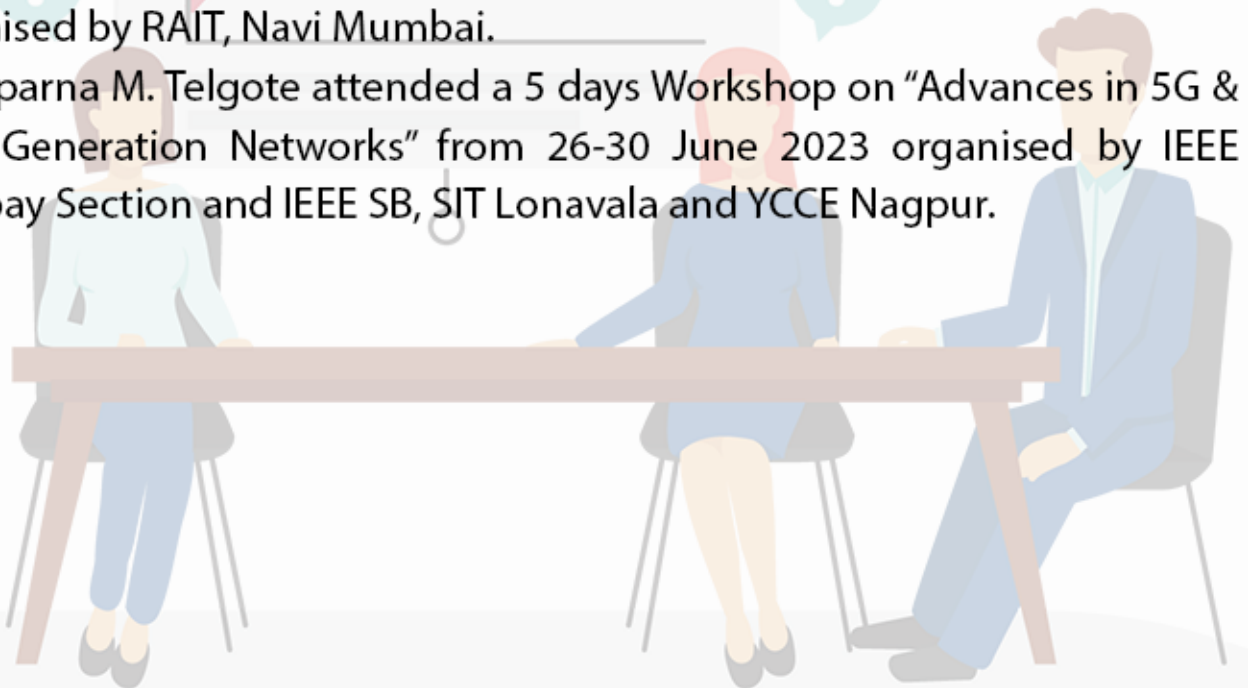 ised by RAIT, Navi Mumbai.
parna M. Telgote attended a 5 days Workshop on “Advances in 5G &
Generation Networks” from 26-30 June 2023 organised by IEEE
ay Section and IEEE SB, SIT Lonavala and YCCE Nagpur.